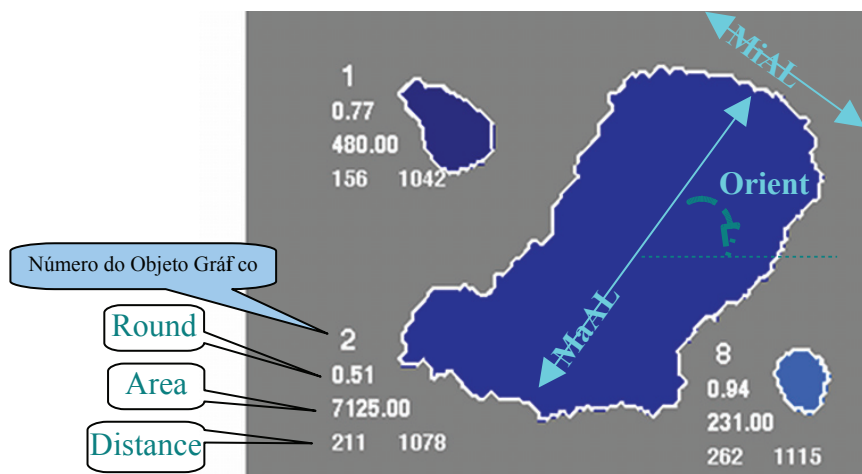 MiAL
1
0.77
480.00
156 1042
Orient
Número do Objeto Gráf co
MaAL
2
Round
0.51
Area
7125.00
Distance
211 1078
8
0.94
231.00
262 1115